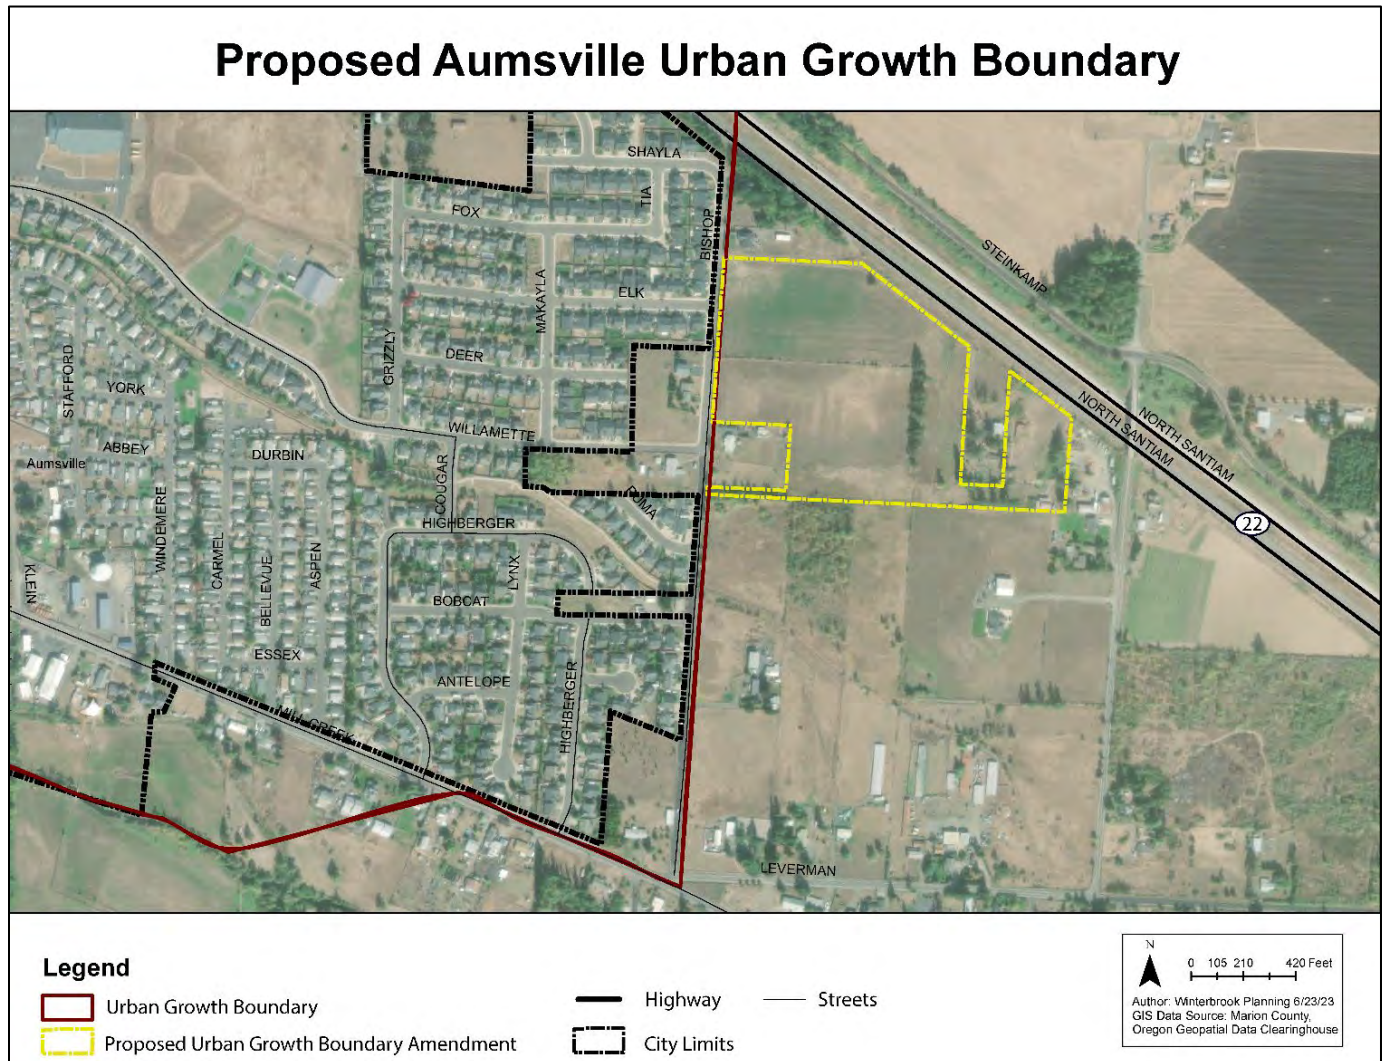 Proposed Aumsville Urban Growth Boundary
SHAYLA
TIA
FOX
BISHOP
STEINKAMP
MAKAYLA
ELK
GRIZZLY
DEER
STAFFORD
YORK
WILLAMETTE
NORTH SANTIAM
NORTH SANTIAM
ABBEY
DURBIN
Aumsville
COUGAR
PUMA
HIGHBERGER
22
WINDEMERE
CARMEL
BELLEVUE
ASPEN
LYNX
KLEIN
BOBCAT
ESSEX
ANTELOPE
HIGHBERGER
MILL CREEK
LEVERMAN
Legend
Urban Growth Boundary
Proposed Urban Growth Boundary Amendment
Highway
Streets
City Limits
N
0 105 210 420 Feet
Author: Winterbrook Planning 6/23/23
GIS Data Source: Marion County,
Oregon Geospatial Data Clearinghouse